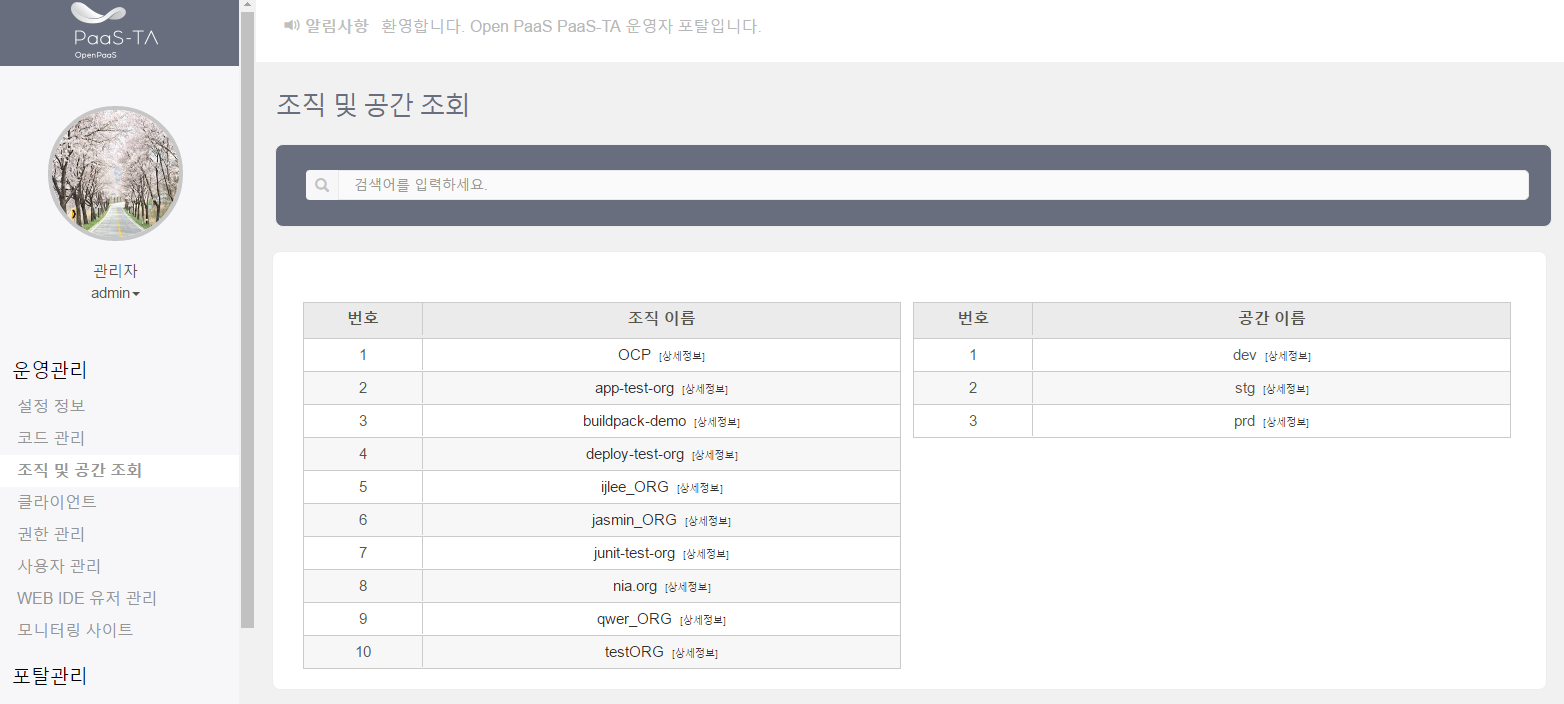 PaaS-TA
OpenPaaS
관리자
admin
운영관리
설정 정보
코드 관리
조직 및 공간 조회
클라이언트
권한 관리
사용자 관리
WEB IDE 유저 관리
모니터링 사이트
포탈관리
알림사항 환영합니다. Open PaaS PaaS-TA 운영자 포탈입니다.
조직 및 공간 조회
검색어를 입력하세요.
번호 조직 이름
1 OCP [상세정보]
2 app-test-org [상세정보]
3 buildpack-demo [상세정보]
4 deploy-test-org [상세정보]
5 ijlee_ORG [상세정보]
6 jasmin_ORG [상세정보]
7 junit-test-org [상세정보]
8 nia.org [상세정보]
9 qwer_ORG [상세정보]
10 testORG [상세정보]
번호 공간 이름
1 dev [상세정보]
2 stg [상세정보]
3 prd [상세정보]